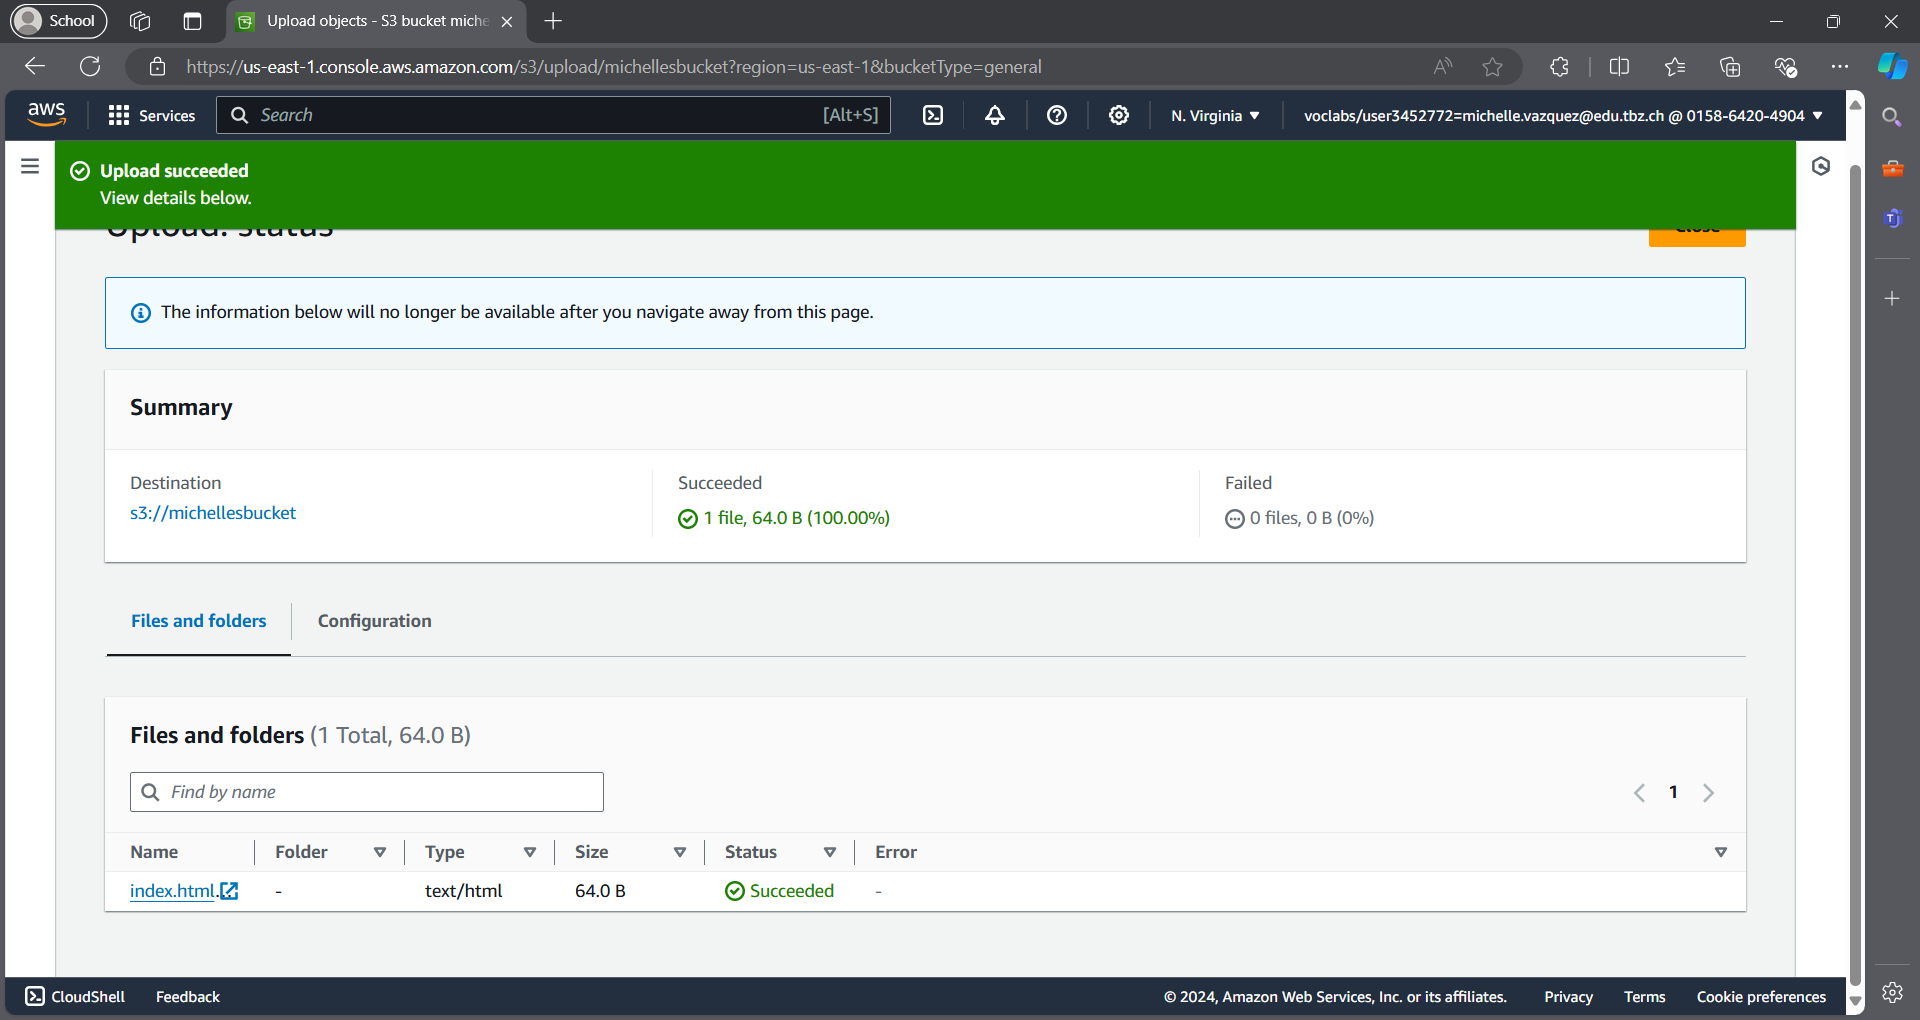 School
Upload objects - S3 bucket miche
https://us-east-1.console.aws.amazon.com/s3/upload/michellesbucket?region=us-east-1&bucketType=general
aws
Services
Search
[Alt+S]
N. Virginia
voclabs/user3452772=michelle.vazquez@edu.tbz.ch @ 0158-6420-4904
Upload succeeded
View details below.
Upload: status
Close
The information below will no longer be available after you navigate away from this page.
Summary
Destination
s3://michellesbucket
Succeeded
1 file, 64.0 B (100.00%)
Failed
0 files, 0 B (0%)
Files and folders
Configuration
Files and folders (1 Total, 64.0 B)
Find by name
1
Name
Folder
Type
Size
Status
Error
index.html.
-
text/html
64.0 B
Succeeded
-
CloudShell
Feedback
© 2024, Amazon Web Services, Inc. or its affiliates.
Privacy
Terms
Cookie preferences